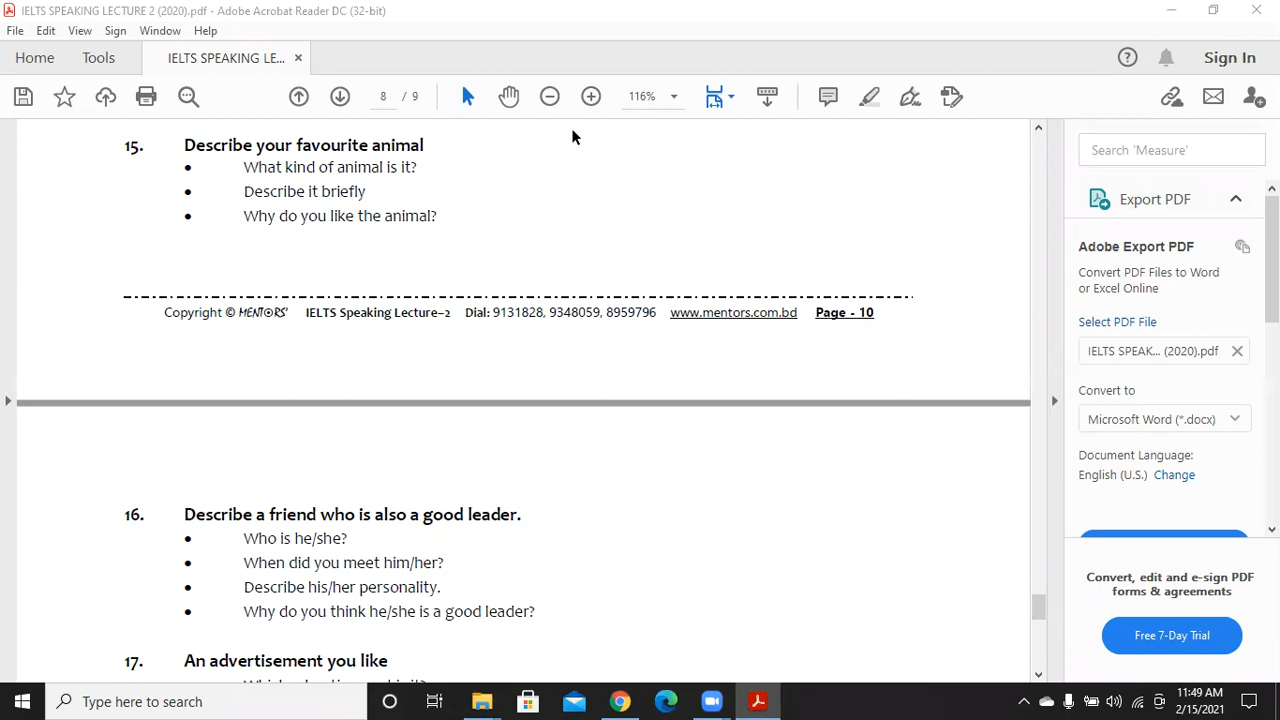 IELTS SPEAKING LECTURE 2 (2020).pdf - Adobe Acrobat Reader DC (32-bit)
File Edit View Sign Window Help
Home Tools IELTS SPEAKING LE... × Sign In
8 / 9 116%
15. Describe your favourite animal
• What kind of animal is it?
• Describe it briefly
• Why do you like the animal?
Copyright © MENTORS' IELTS Speaking Lecture–2 Dial: 9131828, 9348059, 8959796 www.mentors.com.bd Page - 10
16. Describe a friend who is also a good leader.
• Who is he/she?
• When did you meet him/her?
• Describe his/her personality.
• Why do you think he/she is a good leader?
17. An advertisement you like
Search 'Measure'
Export PDF
Adobe Export PDF
Convert PDF Files to Word
or Excel Online
Select PDF File
IELTS SPEAK... (2020).pdf
Convert to
Microsoft Word (*.docx)
Document Language:
English (U.S.) Change
Convert, edit and e-sign PDF
forms & agreements
Free 7-Day Trial
Type here to search
11:49 AM
2/15/2021